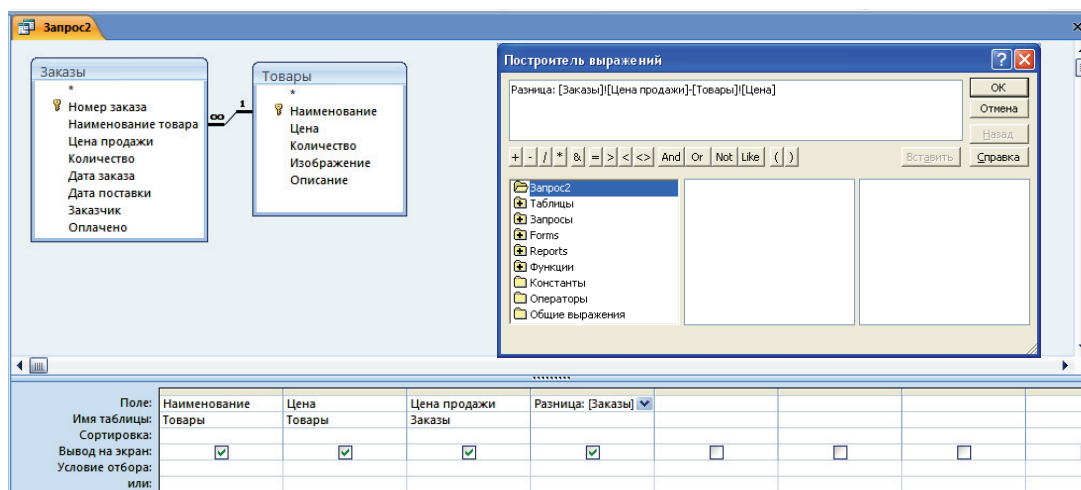 Запрос2
Заказы
*
Номер заказа
Наименование товара
Цена продажи
Количество
Дата заказа
Дата поставки
Заказчик
Оплачено
∞
1
Товары
*
Наименование
Цена
Количество
Изображение
Описание
Построитель выражений
Разница: [Заказы]![Цена продажи]-[Товары]![Цена]
ОК
Отмена
Назад
+ - / * & = > < <> And Or Not Like ( ) Вставить Справка
Запрос2
Таблицы
Запросы
Forms
Reports
Функции
Константы
Операторы
Общие выражения
Поле: Наименование Цена Цена продажи Разница: [Заказы]
Имя таблицы: Товары Товары Заказы
Сортировка:
Вывод на экран:
Условие отбора:
или: